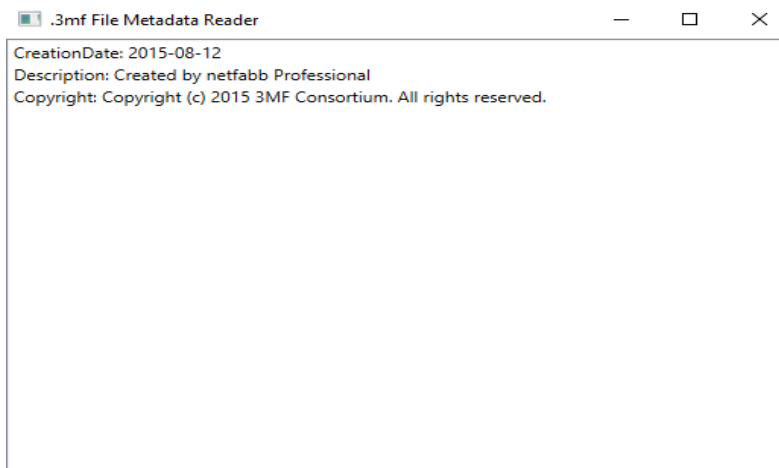 .3mf File Metadata Reader
CreationDate: 2015-08-12
Description: Created by netfabb Professional
Copyright: Copyright (c) 2015 3MF Consortium. All rights reserved.